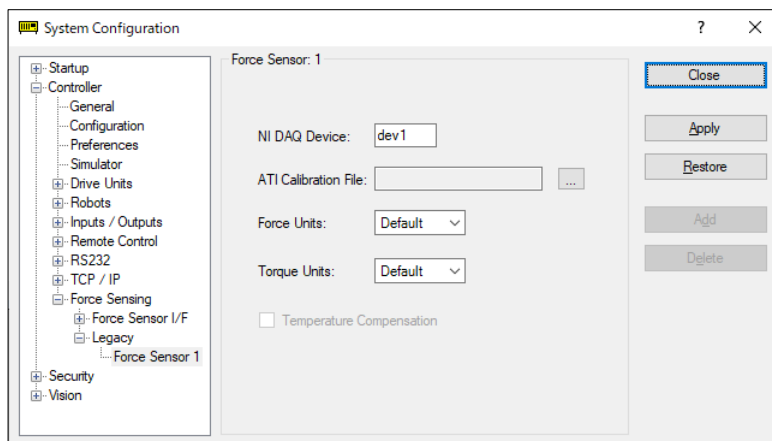 System Configuration
? 
Startup
Controller
General
Configuration
Preferences
Simulator
Drive Units
Robots
Inputs / Outputs
Remote Control
RS232
TCP / IP
Force Sensing
Force Sensor I/F
Legacy
Force Sensor 1
Security
Vision
Force Sensor: 1
NI DAQ Device: dev1
ATI Calibration File: ...
Force Units: Default
Torque Units: Default
Temperature Compensation
Close
Apply
Restore
Add
Delete